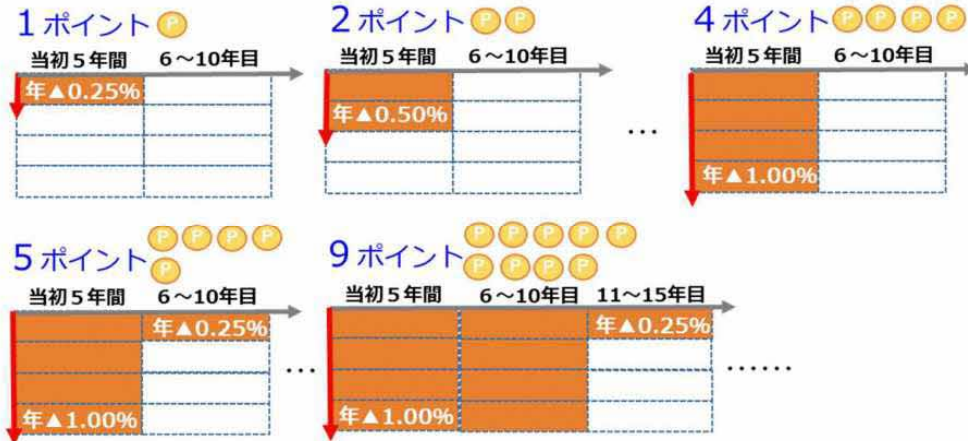 1 ポイント P
当初5年間 6～10年目
年▲0.25%
2 ポイント P P
当初5年間 6～10年目
年▲0.50%
…
4 ポイント P P P P
当初5年間 6～10年目
年▲1.00%
5 ポイント P P P P
P
当初5年間 6～10年目
年▲0.25%
年▲1.00%
…
9 ポイント P P P P P
P P P P
当初5年間 6～10年目 11～15年目
年▲0.25%
年▲1.00%
……